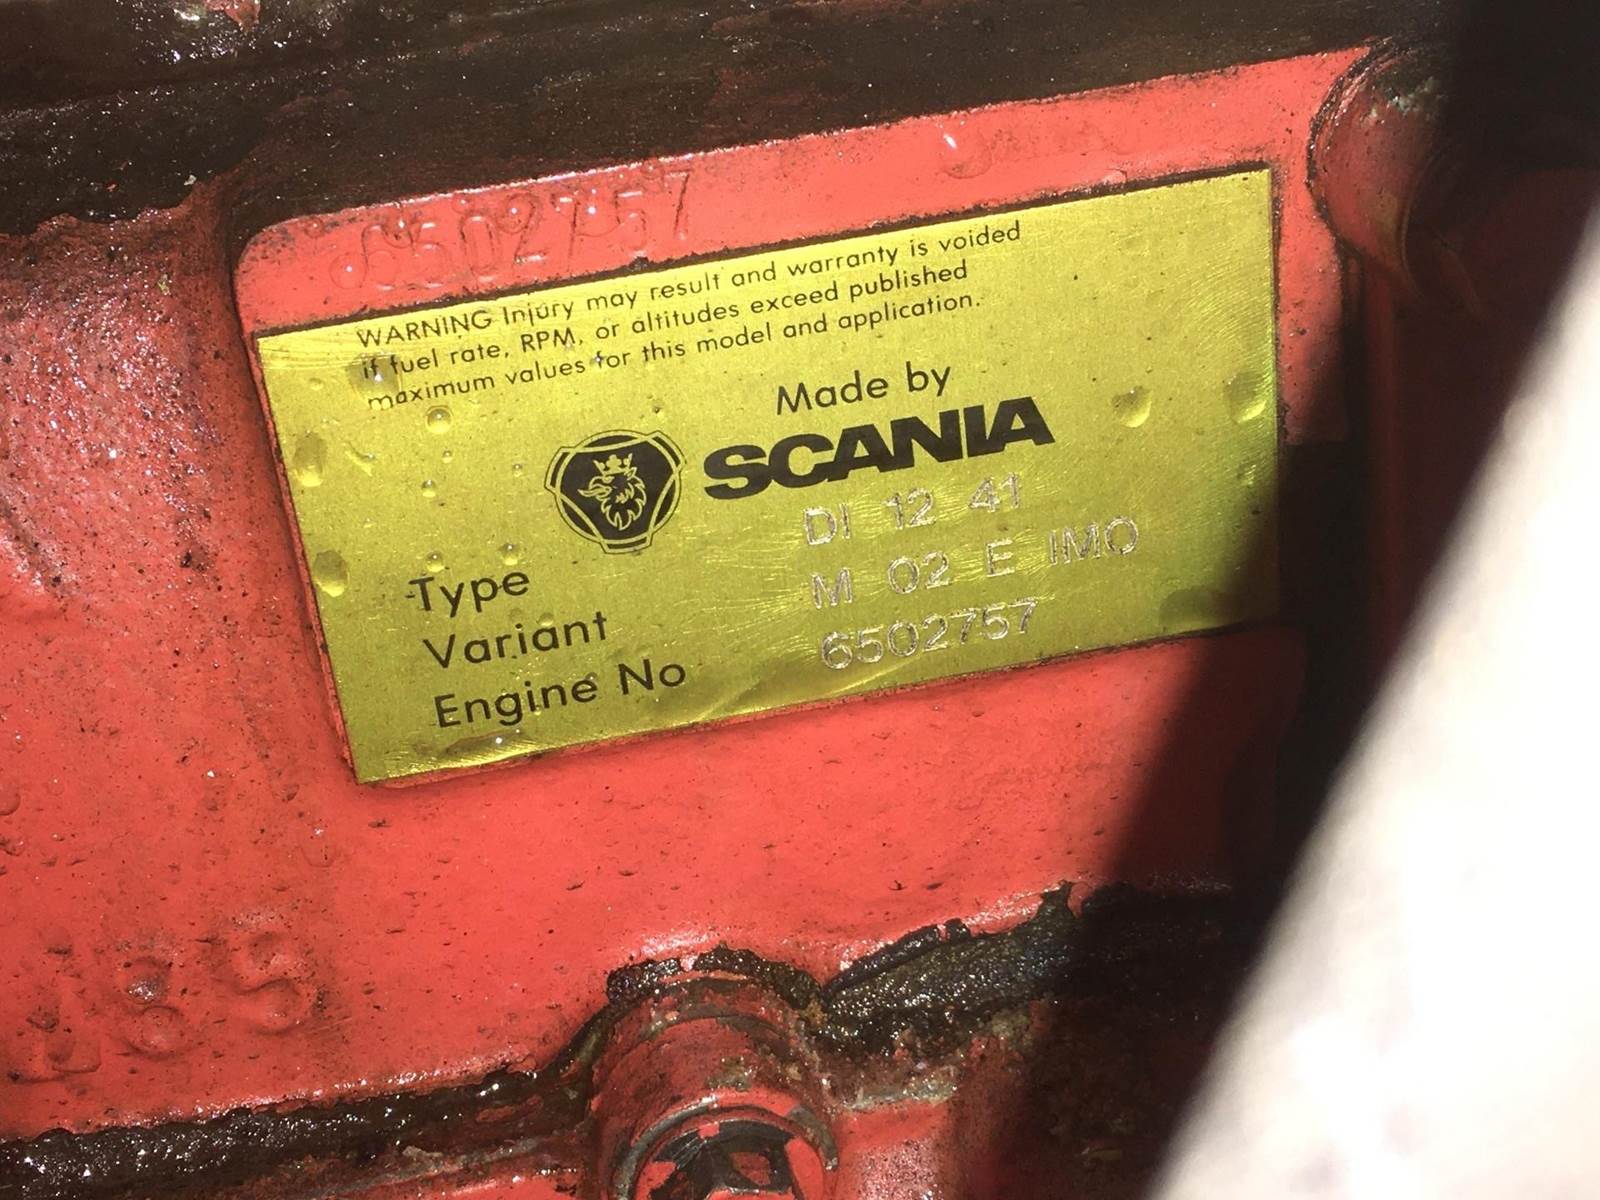 6502757
WARNING Injury may result and warranty is voided
if fuel rate, RPM, or altitudes exceed published
maximum values for this model and application.
Made by
SCANIA
Type DI 12 41
Variant M 02 E IMO
Engine No 6502757